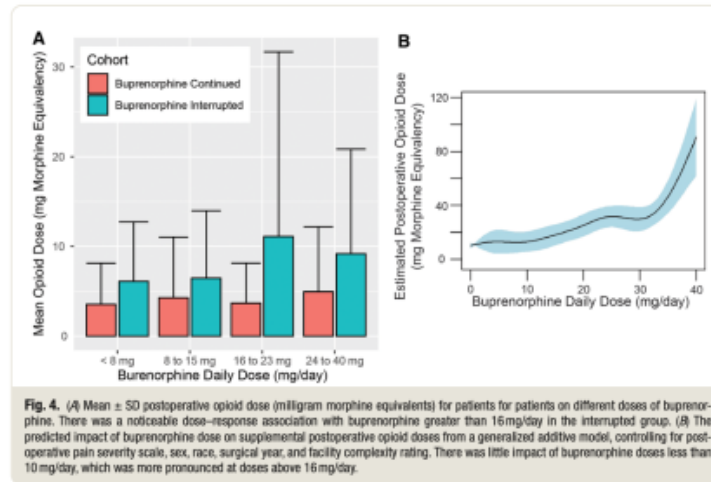 A
Mean Opioid Dose (mg Morphine Equivalency)
30
20
10
0
Cohort
Buprenorphine Continued
Buprenorphine Interrupted
< 8 mg 8 to 15 mg 16 to 23 mg 24 to 40 mg
Burenorphine Daily Dose (mg/day)
B
Estimated Postoperative Opioid Dose
(mg Morphine Equivalency)
120
80
40
0
0 10 20 30 40
Buprenorphine Daily Dose (mg/day)
Fig. 4. (A) Mean ± SD postoperative opioid dose (milligram morphine equivalents) for patients for patients on different doses of buprenor-
phine. There was a noticeable dose–response association with buprenorphine greater than 16 mg/day in the interrupted group. (B) The
predicted impact of buprenorphine dose on supplemental postoperative opioid doses from a generalized additive model, controlling for post-
operative pain severity scale, sex, race, surgical year, and facility complexity rating. There was little impact of buprenorphine doses less than
10 mg/day, which was more pronounced at doses above 16 mg/day.